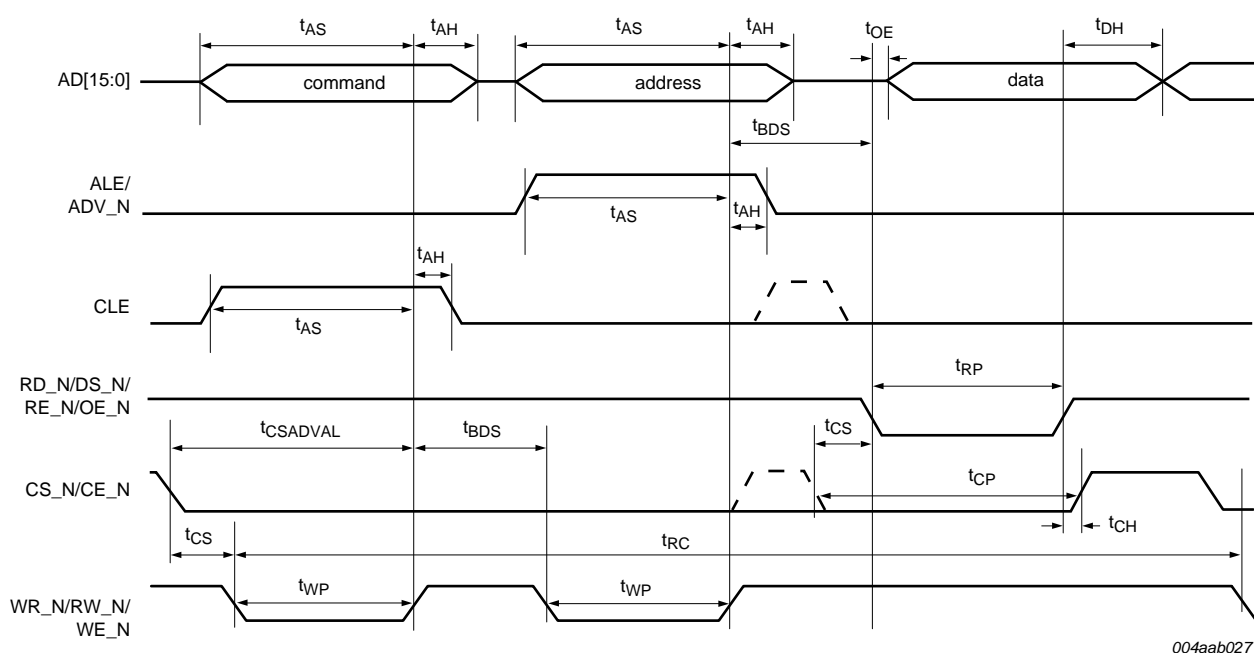 tAS tAH tAS tAH tOE tDH
AD[15:0] command address data
tBDS
ALE/
ADV_N
tAS tAH
tAH
CLE
tAS
RD_N/DS_N/
RE_N/OE_N
tRP
tCSADVAL tBDS tCS
CS_N/CE_N
tCP
tCS tRC tCH
tWP tWP
WR_N/RW_N/
WE_N
004aab027